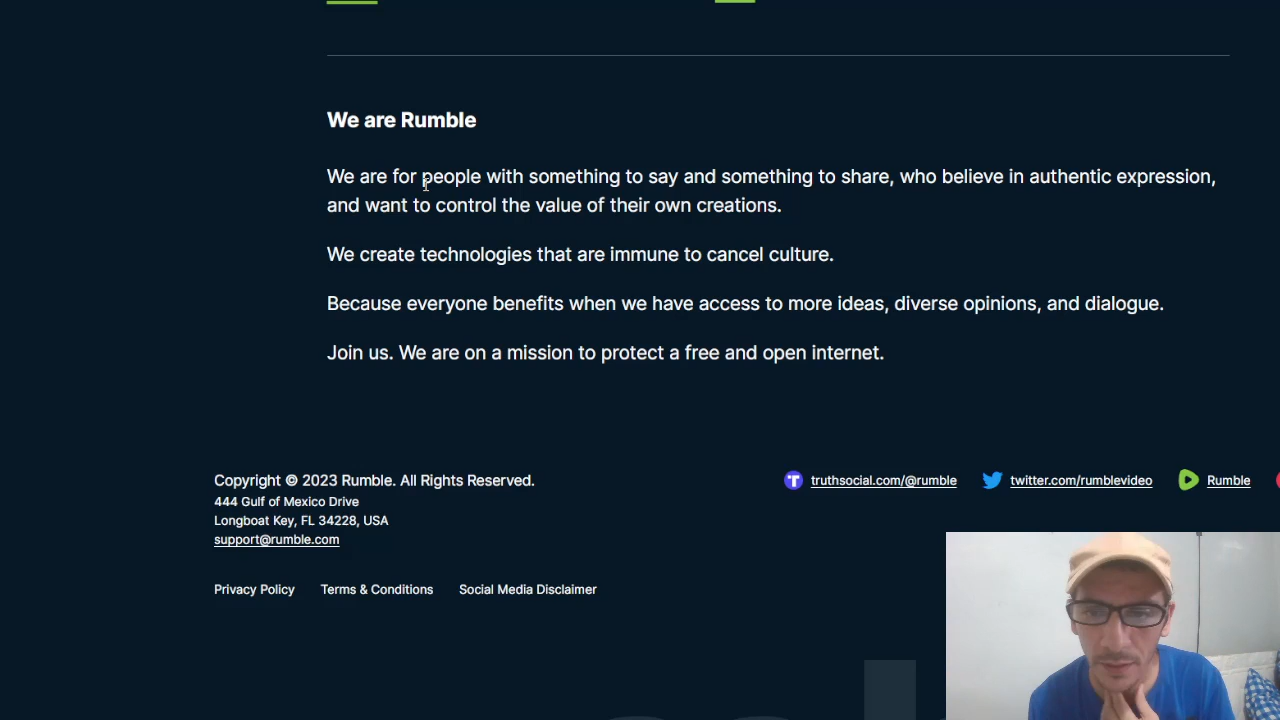 We are Rumble
We are for people with something to say and something to share, who believe in authentic expression,
and want to control the value of their own creations.
We create technologies that are immune to cancel culture.
Because everyone benefits when we have access to more ideas, diverse opinions, and dialogue.
Join us. We are on a mission to protect a free and open internet.
Copyright © 2023 Rumble. All Rights Reserved.
444 Gulf of Mexico Drive
Longboat Key, FL 34228, USA
support@rumble.com
truthsocial.com/@rumble
twitter.com/rumblevideo
Rumble
Privacy Policy
Terms & Conditions
Social Media Disclaimer